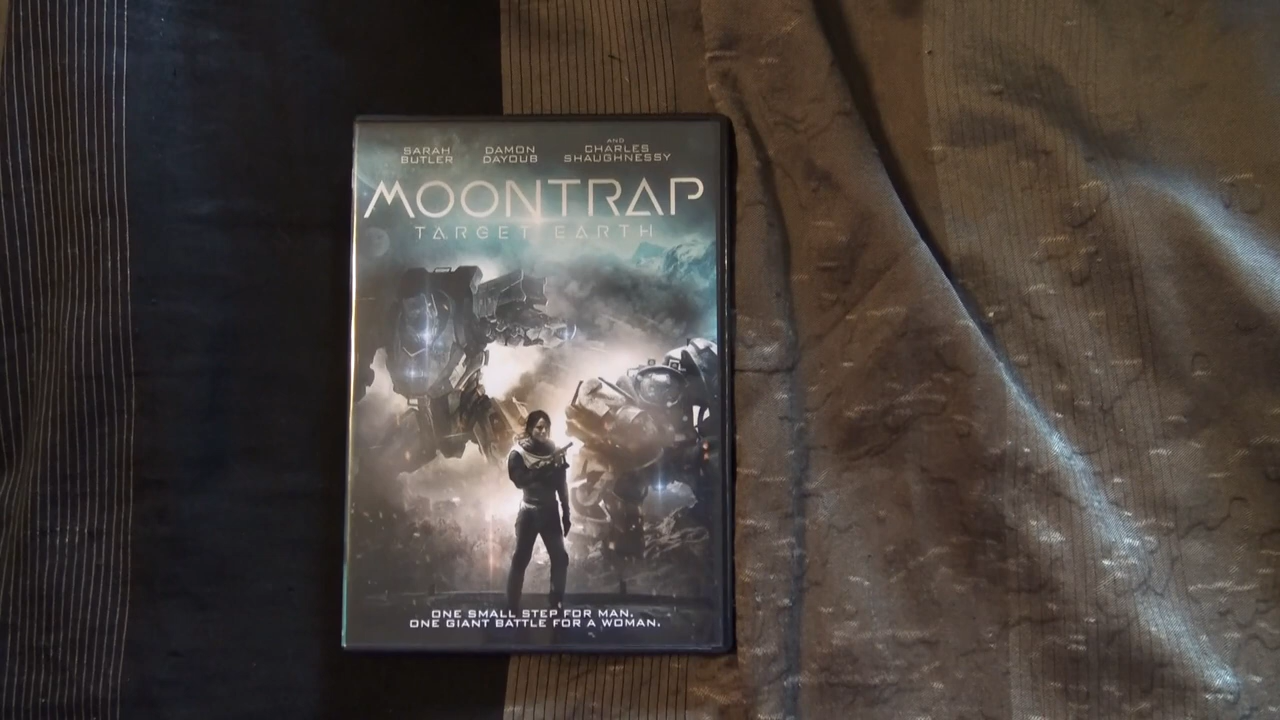 SARAH
BUTLER
DAMON
DAYOUB
AND
CHARLES
SHAUGHNESSY
MOONTRAP
TARGET EARTH
ONE SMALL STEP FOR MAN.
ONE GIANT BATTLE FOR A WOMAN.